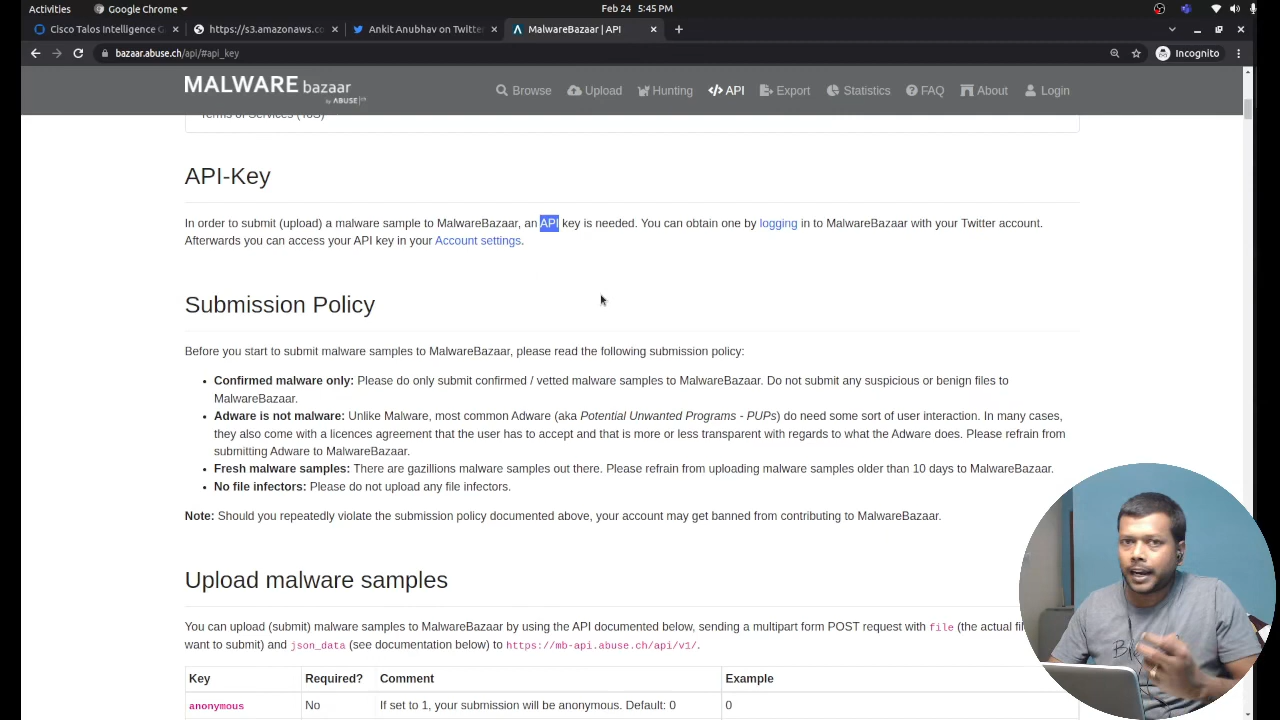 Activities
Google Chrome
Feb 24 5:45 PM
Cisco Talos Intelligence G
https://s3.amazonaws.co
Ankit Anubhav on Twitter
MalwareBazaar | API
bazaar.abuse.ch/api/#api_key
Incognito
MALWARE bazaar
by ABUSE
Browse
Upload
Hunting
API
Export
Statistics
FAQ
About
Login
Terms of Services (ToS)
API-Key
In order to submit (upload) a malware sample to MalwareBazaar, an API key is needed. You can obtain one by logging in to MalwareBazaar with your Twitter account.
Afterwards you can access your API key in your Account settings.
Submission Policy
Before you start to submit malware samples to MalwareBazaar, please read the following submission policy:
• Confirmed malware only: Please do only submit confirmed / vetted malware samples to MalwareBazaar. Do not submit any suspicious or benign files to
MalwareBazaar.
• Adware is not malware: Unlike Malware, most common Adware (aka Potential Unwanted Programs - PUPs) do need some sort of user interaction. In many cases,
they also come with a licences agreement that the user has to accept and that is more or less transparent with regards to what the Adware does. Please refrain from
submitting Adware to MalwareBazaar.
• Fresh malware samples: There are gazillions malware samples out there. Please refrain from uploading malware samples older than 10 days to MalwareBazaar.
• No file infectors: Please do not upload any file infectors.
Note: Should you repeatedly violate the submission policy documented above, your account may get banned from contributing to MalwareBazaar.
Upload malware samples
You can upload (submit) malware samples to MalwareBazaar by using the API documented below, sending a multipart form POST request with file (the actual fil
want to submit) and json_data (see documentation below) to https://mb-api.abuse.ch/api/v1/.
Key Required? Comment Example
anonymous No If set to 1, your submission will be anonymous. Default: 0 0